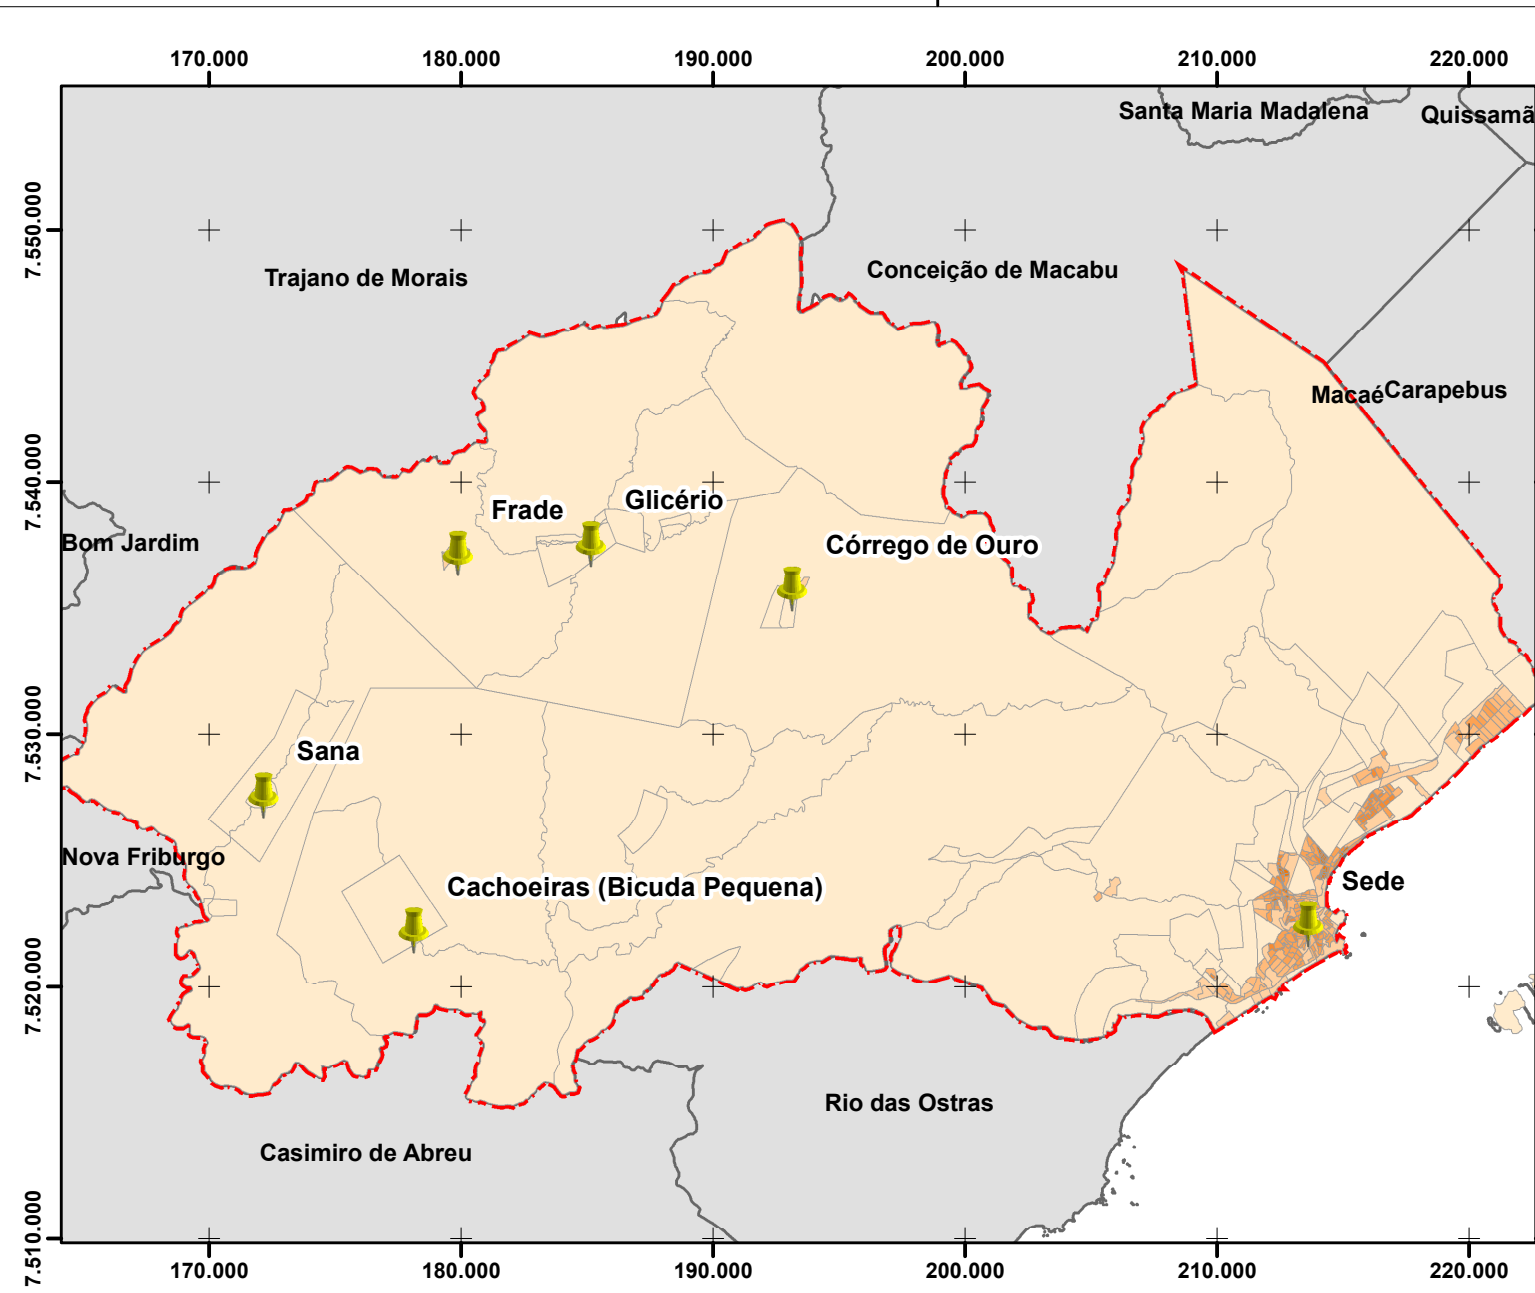 170.000 180.000 190.000 200.000 210.000 220.000
Santa Maria Madalena
Quissamã
7.550.000
Trajano de Morais
Conceição de Macabu
Macaé
Carapebus
7.540.000
Glicério
Frade
Bom Jardim
Córrego de Ouro
7.530.000
Sana
Nova Friburgo
Cachoeiras (Bicuda Pequena)
Sede
7.520.000
Rio das Ostras
Casimiro de Abreu
7.510.000
170.000 180.000 190.000 200.000 210.000 220.000